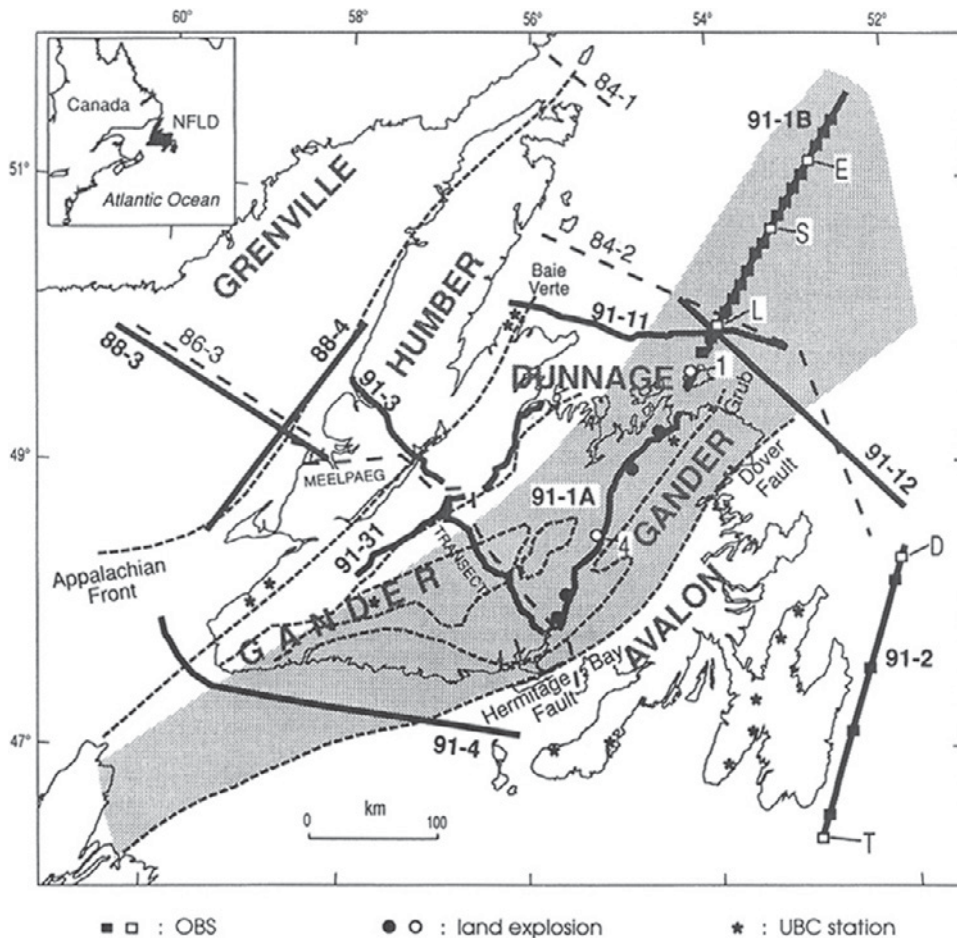 60°
58°
56°
54°
52°
Canada
NFLD
Atlantic Ocean
84-1
91-1B
51°
E
GRENVILLE
S
84-2
Baie
Verte
HUMBER
L
91-11
88-3
86-3
88-4
91-3
DUNNAGE
1
Grub
49°
MEELPAEG
91-12
GANDER
Dover
Fault
91-1A
4
91-31
TRANSECT
D
Appalachian
Front
GANDER
AVALON
91-2
Hermitage Bay
Fault
47°
91-4
km
0
100
T
: OBS
: land explosion
: UBC station